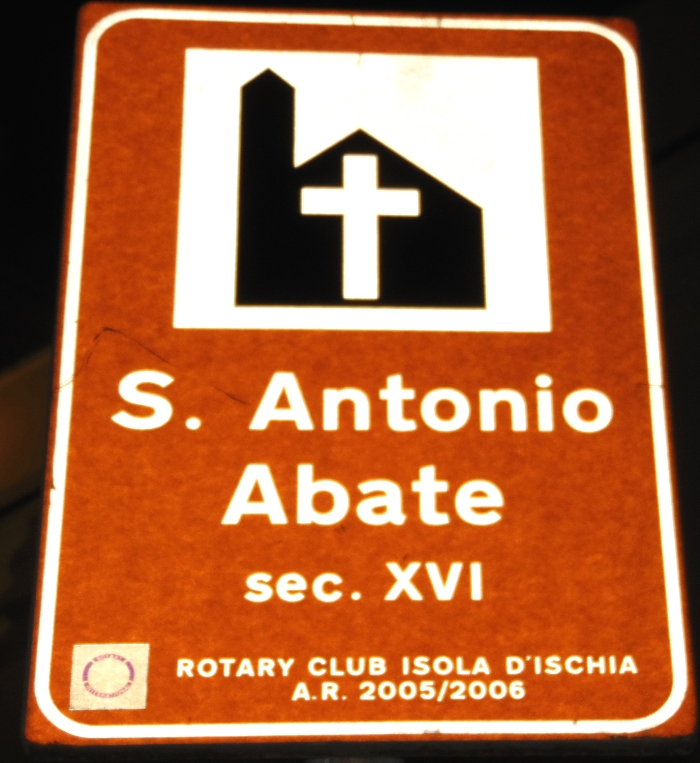 S. Antonio
Abate
sec. XVI
ROTARY CLUB ISOLA D'ISCHIA
A.R. 2005/2006